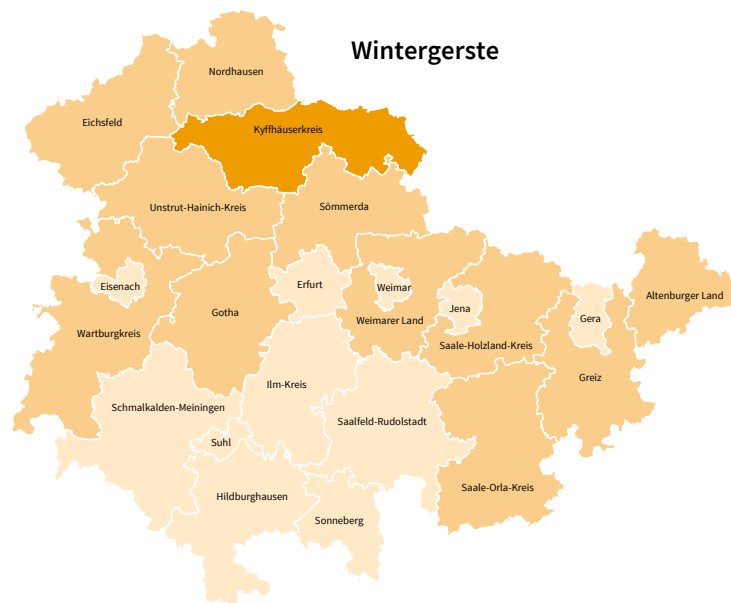 Wintergerste
Nordhausen
Eichsfeld
Kyffhäuserkreis
Unstrut-Hainich-Kreis
Sömmerda
Eisenach
Erfurt
Weimar
Altenburger Land
Gotha
Jena
Weimarer Land
Gera
Wartburgkreis
Saale-Holzland-Kreis
Greiz
Ilm-Kreis
Schmalkalden-Meiningen
Saalfeld-Rudolstadt
Suhl
Saale-Orla-Kreis
Hildburghausen
Sonneberg